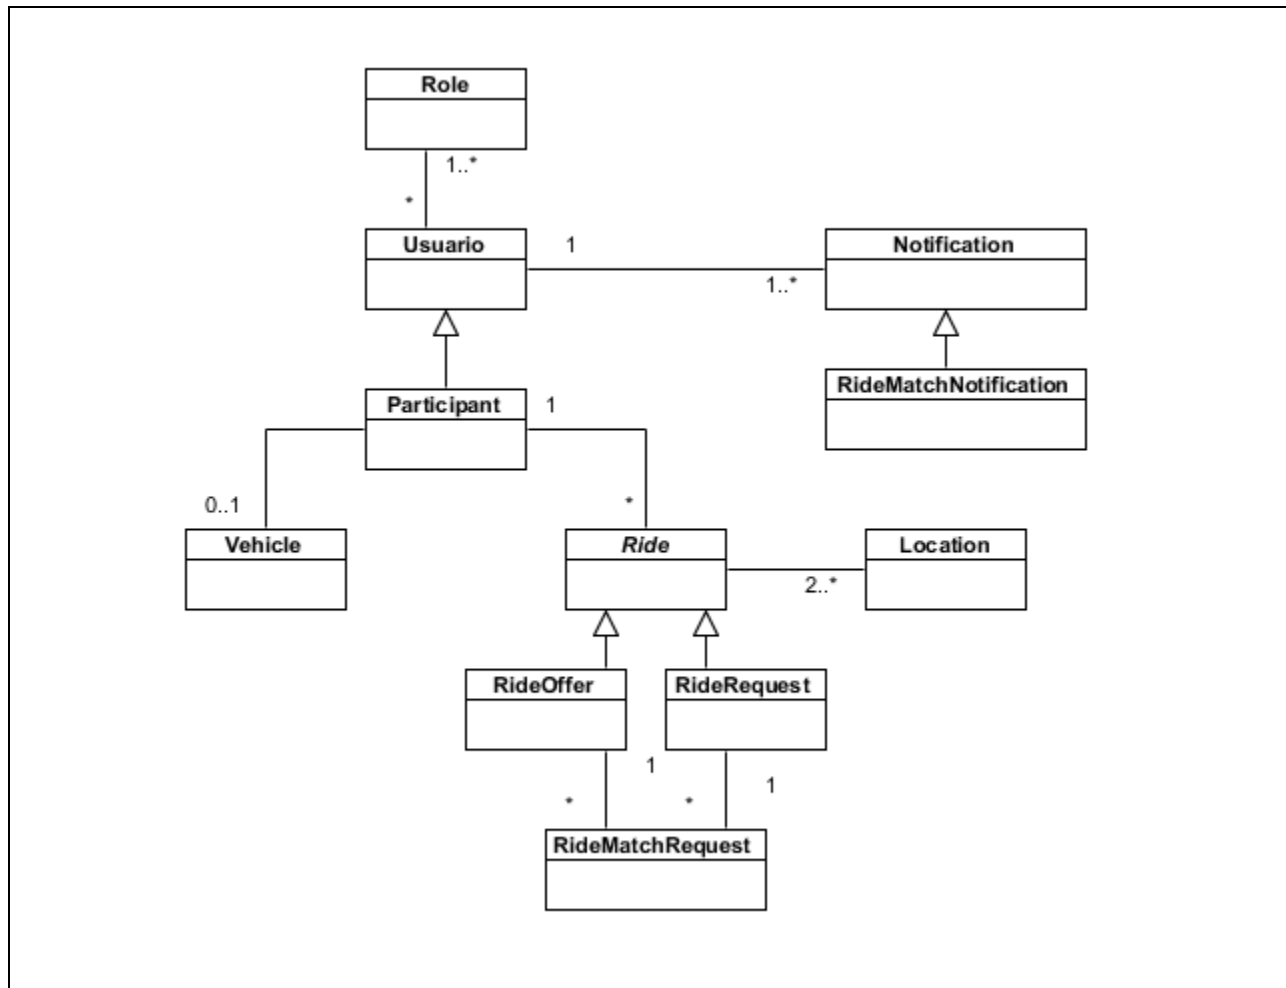 Role
1..*
*
Usuario
1
1..*
Notification
RideMatchNotification
Participant
1
0..1
*
Vehicle
Ride
2..*
Location
RideOffer
RideRequest
1
1
*
*
RideMatchRequest